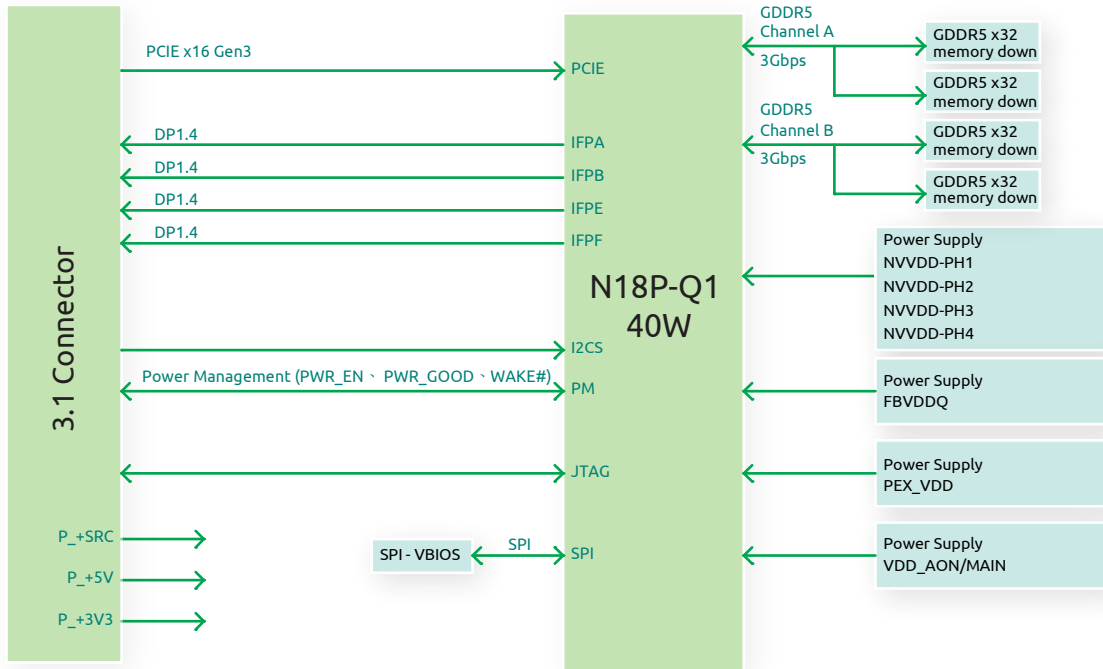 3.1 Connector
PCIE x16 Gen3
DP1.4
DP1.4
DP1.4
DP1.4
Power Management (PWR_EN、PWR_GOOD、WAKE#)
P_+SRC
P_+5V
P_+3V3
SPI - VBIOS
SPI
PCIE
IFPA
IFPB
IFPE
IFPF
N18P-Q1
40W
I2CS
PM
JTAG
SPI
GDDR5
Channel A
3Gbps
GDDR5
Channel B
3Gbps
GDDR5 x32
memory down
GDDR5 x32
memory down
GDDR5 x32
memory down
GDDR5 x32
memory down
Power Supply
NVVDD-PH1
NVVDD-PH2
NVVDD-PH3
NVVDD-PH4
Power Supply
FBVDDQ
Power Supply
PEX_VDD
Power Supply
VDD_AON/MAIN